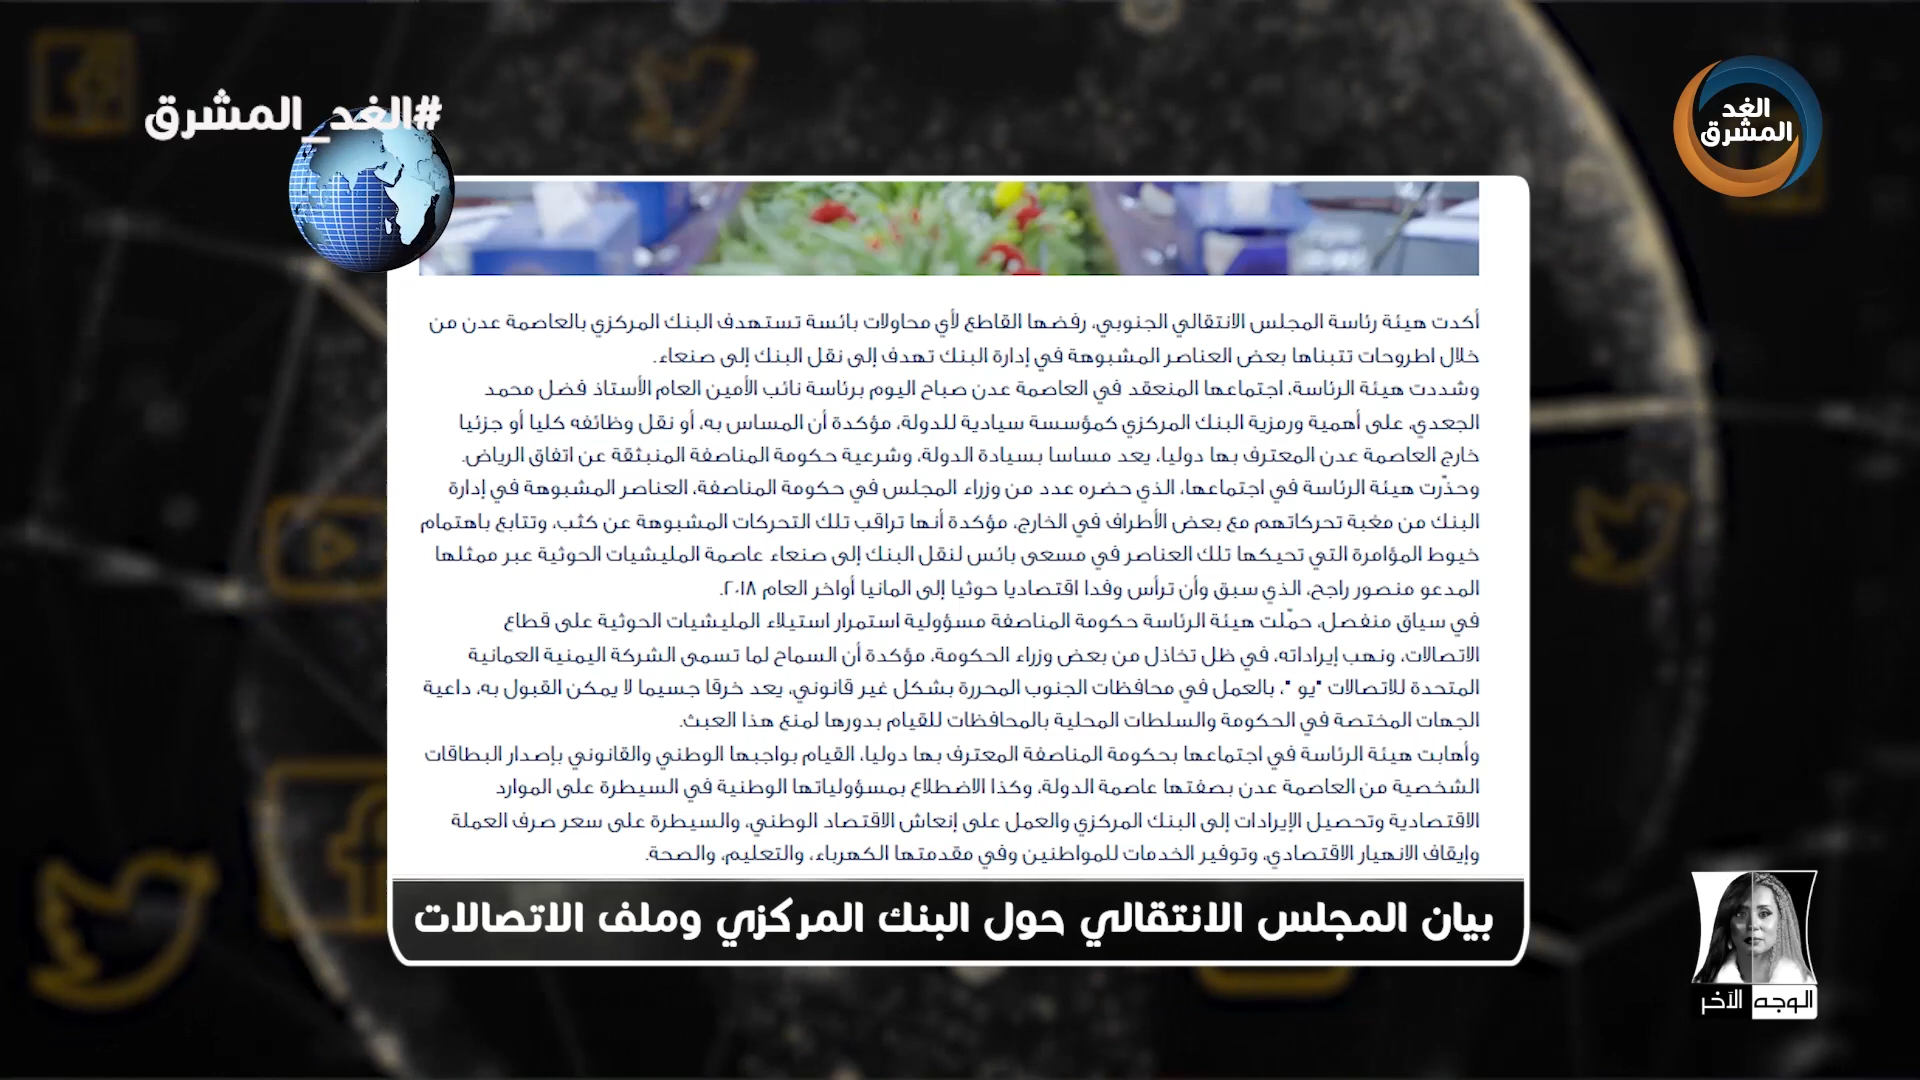 #الغد_المشرق
الغد
المشرق
أكدت هيئة رئاسة المجلس الانتقالي الجنوبي، رفضها القاطع لأي محاولات بائسة تستهدف البنك المركزي بالعاصمة عدن من
خلال اطروحات تتبناها بعض العناصر المشبوهة في إدارة البنك تهدف إلى نقل البنك إلى صنعاء.
وشددت هيئة الرئاسة، اجتماعها المنعقد في العاصمة عدن صباح اليوم برئاسة نائب الأمين العام الأستاذ فضل محمد
الجعدي، على أهمية ورمزية البنك المركزي كمؤسسة سيادية للدولة، مؤكدة أن المساس به، أو نقل وظائفه كليا أو جزئيا
خارج العاصمة عدن المعترف بها دوليا، يعد مساسا بسيادة الدولة، وشرعية حكومة المناصفة المنبثقة عن اتفاق الرياض.
وحذّرت هيئة الرئاسة في اجتماعها، الذي حضره عدد من وزراء المجلس في حكومة المناصفة، العناصر المشبوهة في إدارة
البنك من مغبة تحركاتهم مع بعض الأطراف في الخارج، مؤكدة أنها تراقب تلك التحركات المشبوهة عن كثب، وتتابع باهتمام
خيوط المؤامرة التي تحيكها تلك العناصر في مسعى بائس لنقل البنك إلى صنعاء عاصمة المليشيات الحوثية عبر ممثلها
المدعو منصور راجح، الذي سبق وأن ترأس وفدا اقتصاديا حوثيا إلى المانيا أواخر العام ٢٠١٨.
في سياق منفصل، حمّلت هيئة الرئاسة حكومة المناصفة مسؤولية استمرار استيلاء المليشيات الحوثية على قطاع
الاتصالات، ونهب إيراداته، في ظل تخاذل من بعض وزراء الحكومة، مؤكدة أن السماح لما تسمى الشركة اليمنية العمانية
المتحدة للاتصالات "يو "، بالعمل في محافظات الجنوب المحررة بشكل غير قانوني، يعد خرقا جسيما لا يمكن القبول به، داعية
الجهات المختصة في الحكومة والسلطات المحلية بالمحافظات للقيام بدورها لمنع هذا العبث.
وأهابت هيئة الرئاسة في اجتماعها بحكومة المناصفة المعترف بها دوليا، القيام بواجبها الوطني والقانوني بإصدار البطاقات
الشخصية من العاصمة عدن بصفتها عاصمة الدولة، وكذا الاضطلاع بمسؤولياتها الوطنية في السيطرة على الموارد
الاقتصادية وتحصيل الإيرادات إلى البنك المركزي والعمل على إنعاش الاقتصاد الوطني، والسيطرة على سعر صرف العملة
وإيقاف الانهيار الاقتصادي، وتوفير الخدمات للمواطنين وفي مقدمتها الكهرباء، والتعليم، والصحة.
بيان المجلس الانتقالي حول البنك المركزي وملف الاتصالات
الوجه الآخر